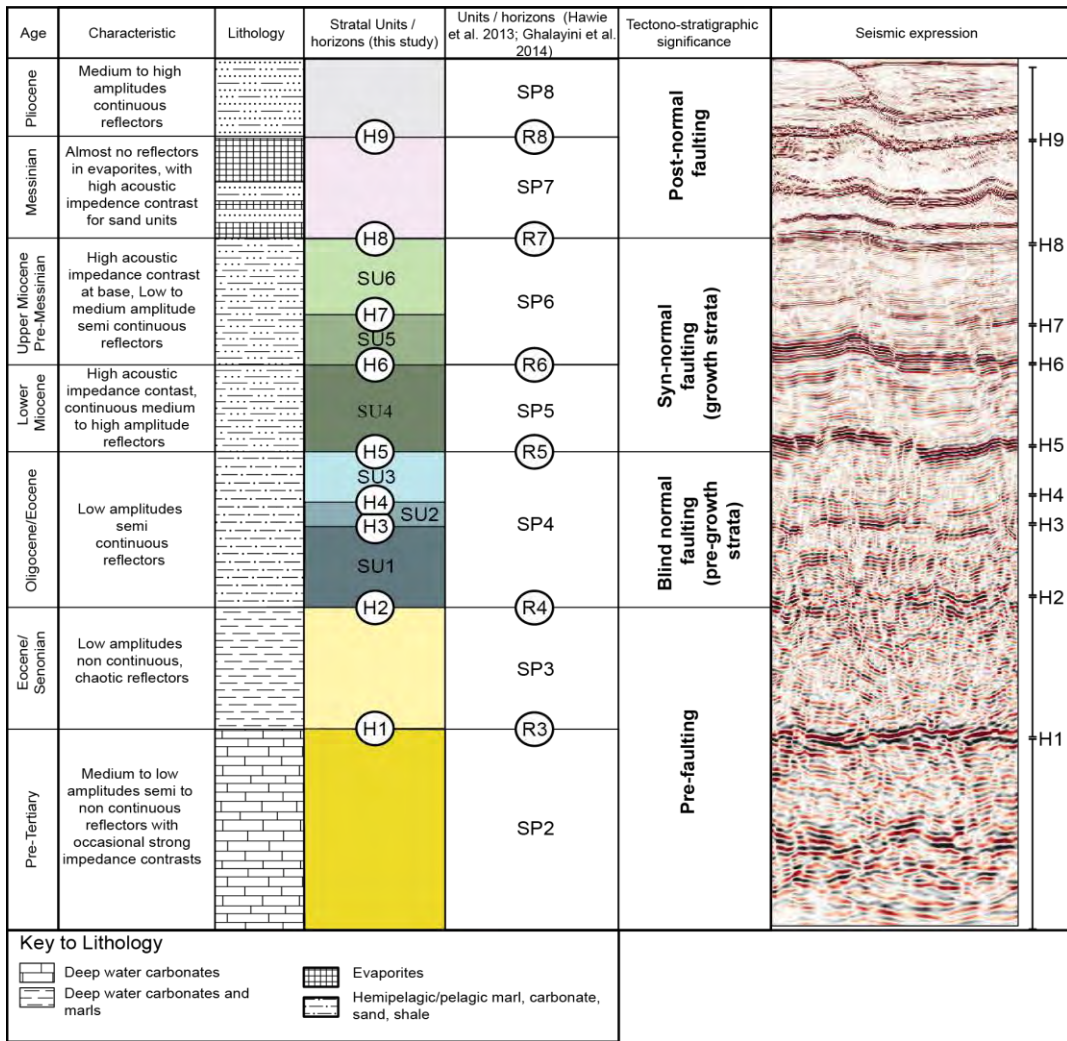 Age
Characteristic
Lithology
Stratal Units /
horizons (this study)
Units / horizons (Hawie
et al. 2013; Ghalayini et al.
2014)
Tectono-stratigraphic
significance
Seismic expression
Pliocene
Medium to high
amplitudes
continuous
reflectors
SP8
H9
R8
Messinian
Almost no reflectors
in evaporites, with
high acoustic
impedence contrast
for sand units
SP7
Post-normal
faulting
H8
R7
Upper Miocene
Pre-Messinian
High acoustic
impedance contrast
at base, Low to
medium amplitude
semi continuous
reflectors
SU6
H7
SU5
SP6
H6
R6
Syn-normal
faulting
(growth strata)
Lower
Miocene
High acoustic
impedance contast,
continuous medium
to high amplitude
reflectors
SU4
SP5
H5
R5
Oligocene/Eocene
Low amplitudes
semi
continuous
reflectors
SU3
H4
SU2
H3
SU1
SP4
Blind normal
faulting
(pre-growth
strata)
H2
R4
Eocene/
Senonian
Low amplitudes
non continuous,
chaotic reflectors
SP3
H1
R3
Pre-faulting
Pre-Tertiary
Medium to low
amplitudes semi to
non continuous
reflectors with
occasional strong
impedance contrasts
SP2
H9
H8
H7
H6
H5
H4
H3
H2
H1
Key to Lithology
Deep water carbonates
Deep water carbonates and
marls
Evaporites
Hemipelagic/pelagic marl, carbonate,
sand, shale